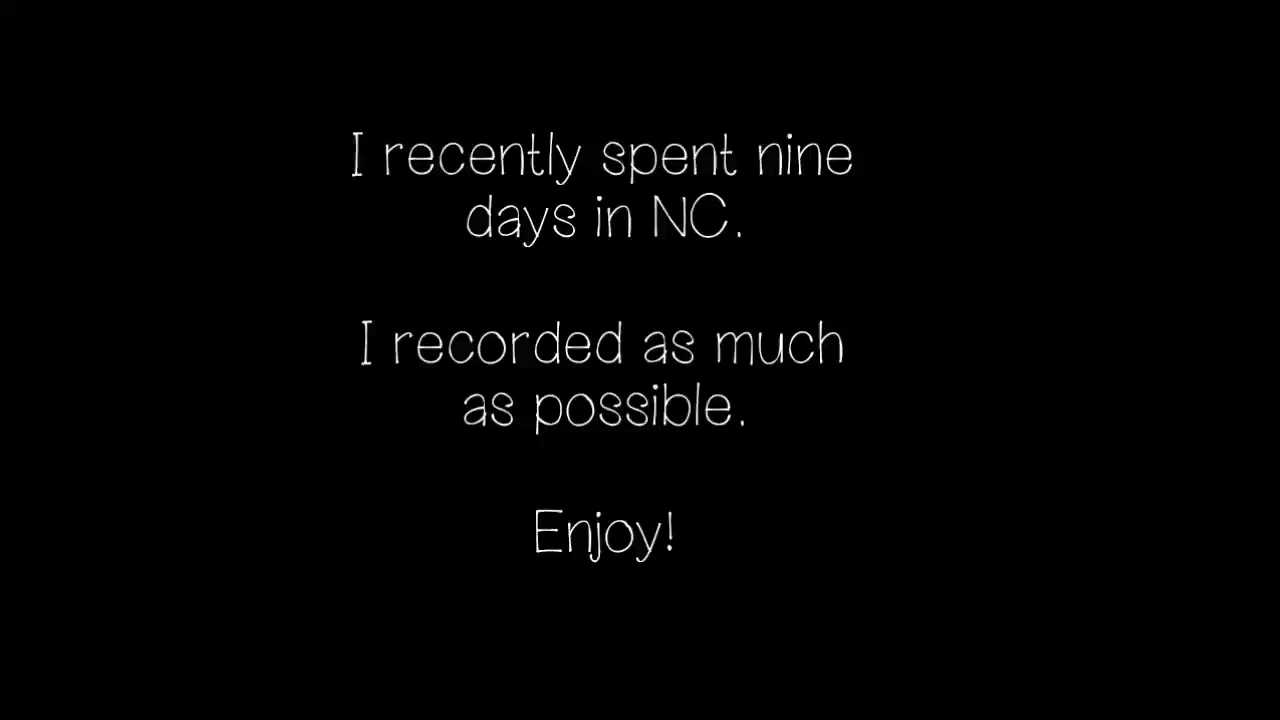 I recently spent nine
days in NC.
I recorded as much
as possible.
Enjoy!